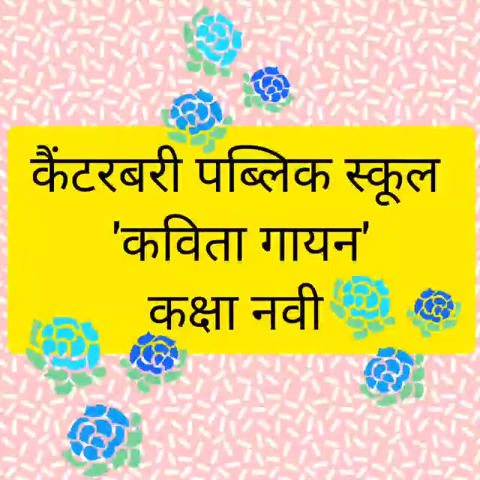 कैंटरबरी पब्लिक स्कूल
'कविता गायन'
कक्षा नवी